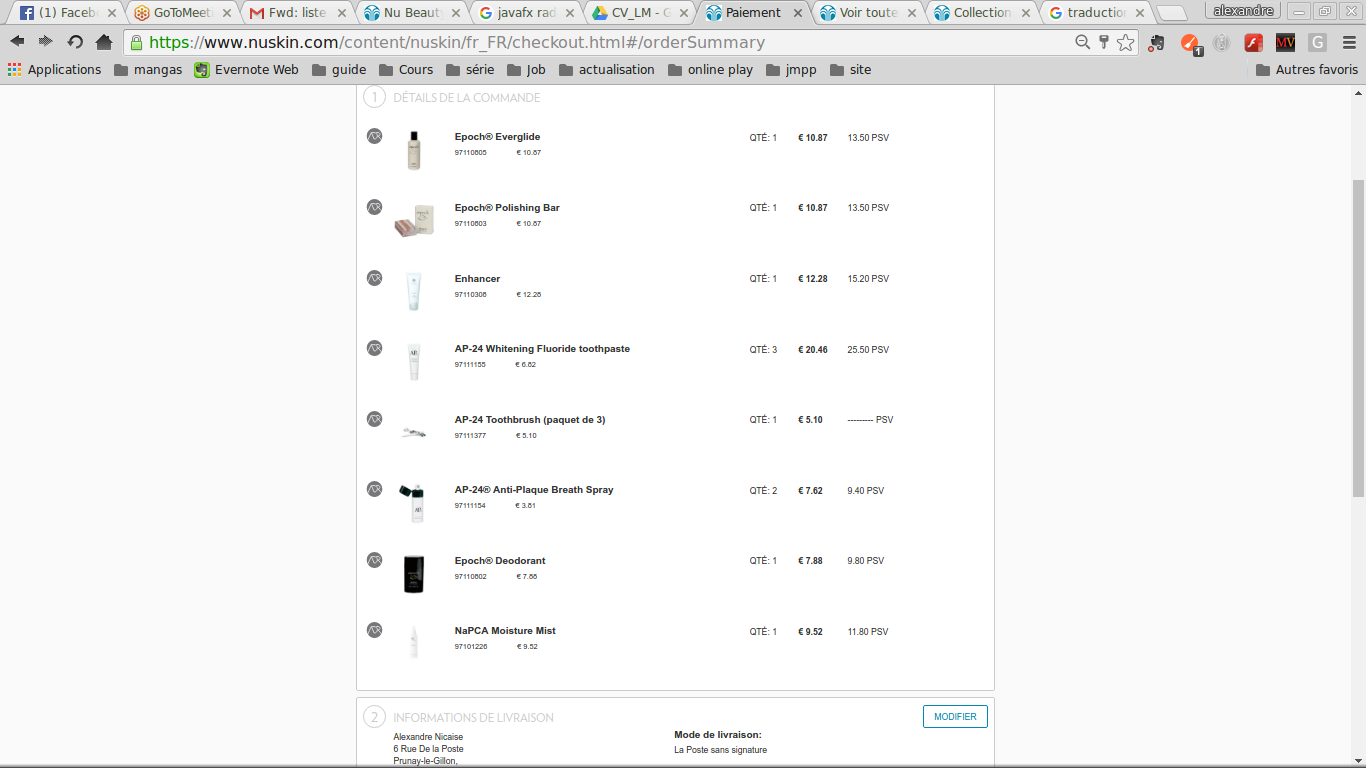 (1) Faceb
GoToMeeti
Fwd: liste
Nu Beauty
javafx rad
CV_LM - G
Paiement
Voir toute
Collection
traduction
alexandre
https://www.nuskin.com/content/nuskin/fr_FR/checkout.html#/orderSummary
Applications
mangas
Evernote Web
guide
Cours
série
Job
actualisation
online play
jmpp
site
Autres favoris
1 DÉTAILS DE LA COMMANDE
Epoch® Everglide QTÉ: 1 € 10.87 13.50 PSV
97110805 € 10.87
Epoch® Polishing Bar QTÉ: 1 € 10.87 13.50 PSV
97110803 € 10.87
Enhancer QTÉ: 1 € 12.28 15.20 PSV
97110308 € 12.28
AP-24 Whitening Fluoride toothpaste QTÉ: 3 € 20.46 25.50 PSV
97111155 € 6.82
AP-24 Toothbrush (paquet de 3) QTÉ: 1 € 5.10 --------- PSV
97111377 € 5.10
AP-24® Anti-Plaque Breath Spray QTÉ: 2 € 7.62 9.40 PSV
97111154 € 3.81
Epoch® Deodorant QTÉ: 1 € 7.88 9.80 PSV
97110802 € 7.88
NaPCA Moisture Mist QTÉ: 1 € 9.52 11.80 PSV
97101226 € 9.52
2 INFORMATIONS DE LIVRAISON
MODIFIER
Alexandre Nicaise
6 Rue De la Poste
Prunay-le-Gillon,
Mode de livraison:
La Poste sans signature